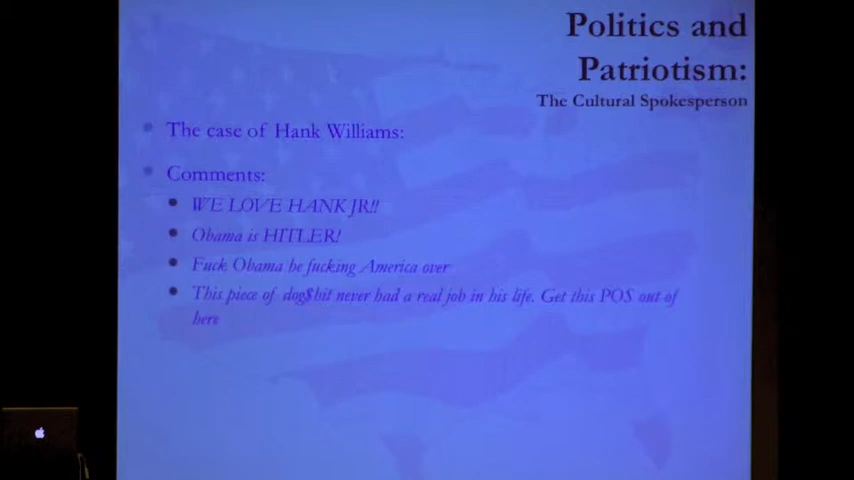 Politics and
Patriotism:
The Cultural Spokesperson
The case of Hank Williams:
Comments:
WE LOVE HANK JR!!
Obama is HITLER!
Fuck Obama he fucking America over
This piece of dog$hit never had a real job in his life. Get this POS out of
here